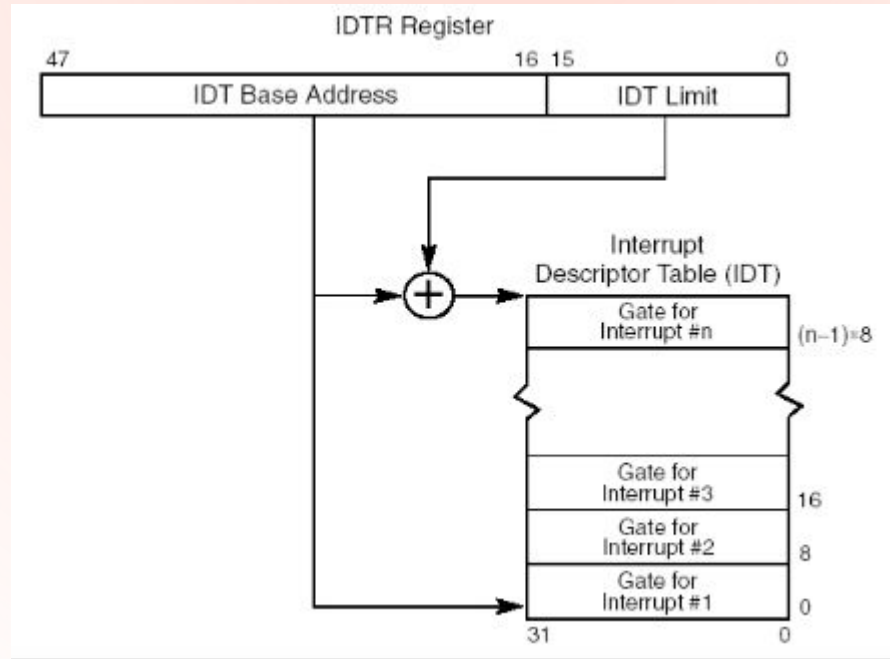 IDTR Register
47 16 15 0
IDT Base Address IDT Limit
Interrupt
Descriptor Table (IDT)
+
Gate for
Interrupt #n
(n−1)=8
Gate for
Interrupt #3
16
Gate for
Interrupt #2
8
Gate for
Interrupt #1
0
31 0